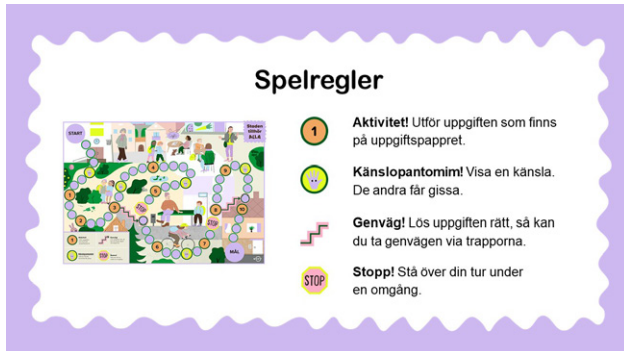 Spelregler
START
Staden
tillhör
ALLA
MÅL
1
Aktivitet! Utför uppgiften som finns
på uppgiftspappret.
Känslopantomim! Visa en känsla.
De andra får gissa.
Genväg! Lös uppgiften rätt, så kan
du ta genvägen via trapporna.
STOP
Stopp! Stå över din tur under
en omgång.